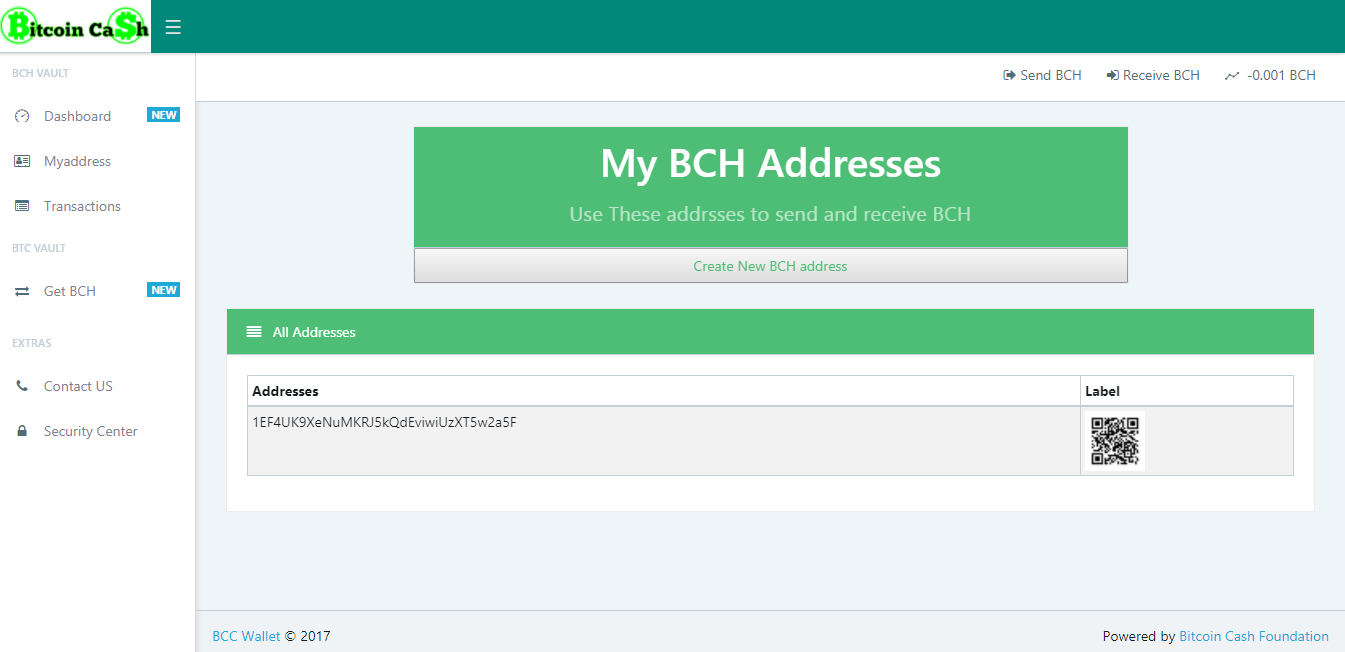 Bitcoin Ca$h
BCH VAULT
Dashboard NEW
Myaddress
Transactions
BTC VAULT
Get BCH NEW
EXTRAS
Contact US
Security Center
Send BCH Receive BCH -0.001 BCH
My BCH Addresses
Use These addrsses to send and receive BCH
Create New BCH address
All Addresses
Addresses Label
1EF4UK9XeNuMKRJ5kQdEviwiUzXT5w2a5F
BCC Wallet © 2017 Powered by Bitcoin Cash Foundation